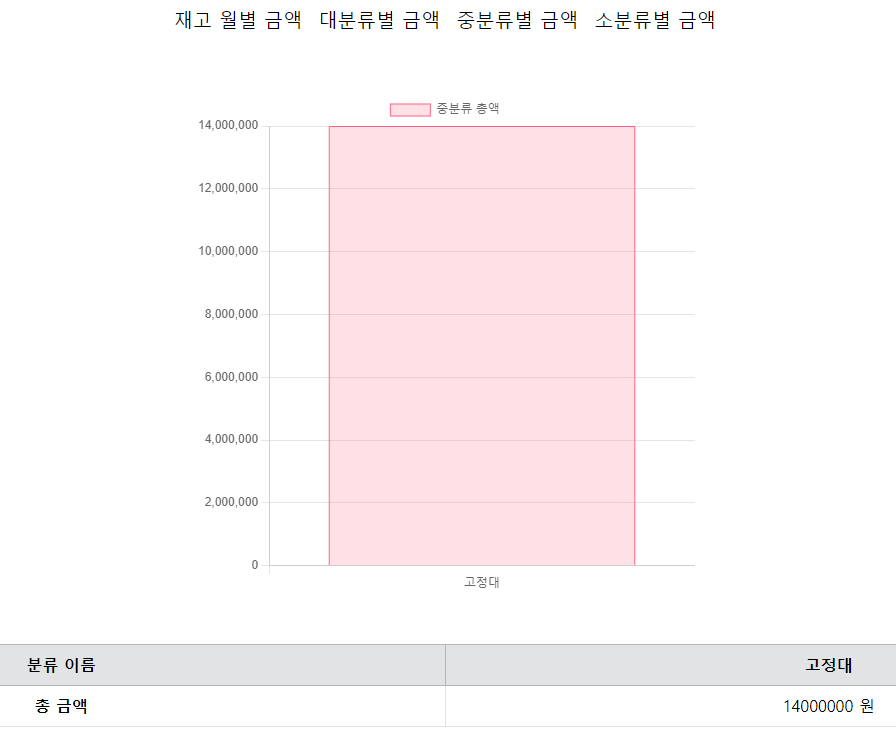 재고 월별 금액 대분류별 금액 중분류별 금액 소분류별 금액
중분류 총액
14,000,000
12,000,000
10,000,000
8,000,000
6,000,000
4,000,000
2,000,000
0
고정대
분류 이름 고정대
총 금액 14000000 원